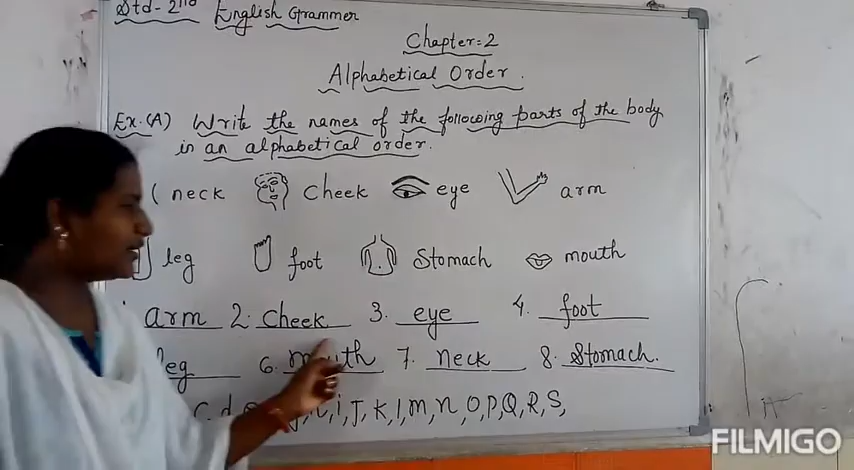 Std - 2nd English Grammer
Chapter=2
Alphabetical Order.
Ex.(A) Write the names of the following parts of the body
in an alphabetical order.
neck Cheek eye arm
leg foot Stomach mouth
arm 2. Cheek 3. eye 4. foot
leg 6. mouth 7. neck 8. Stomach.
C, d, i, J, K, l, m, n, O, P, Q, R, S,
FILMIGO